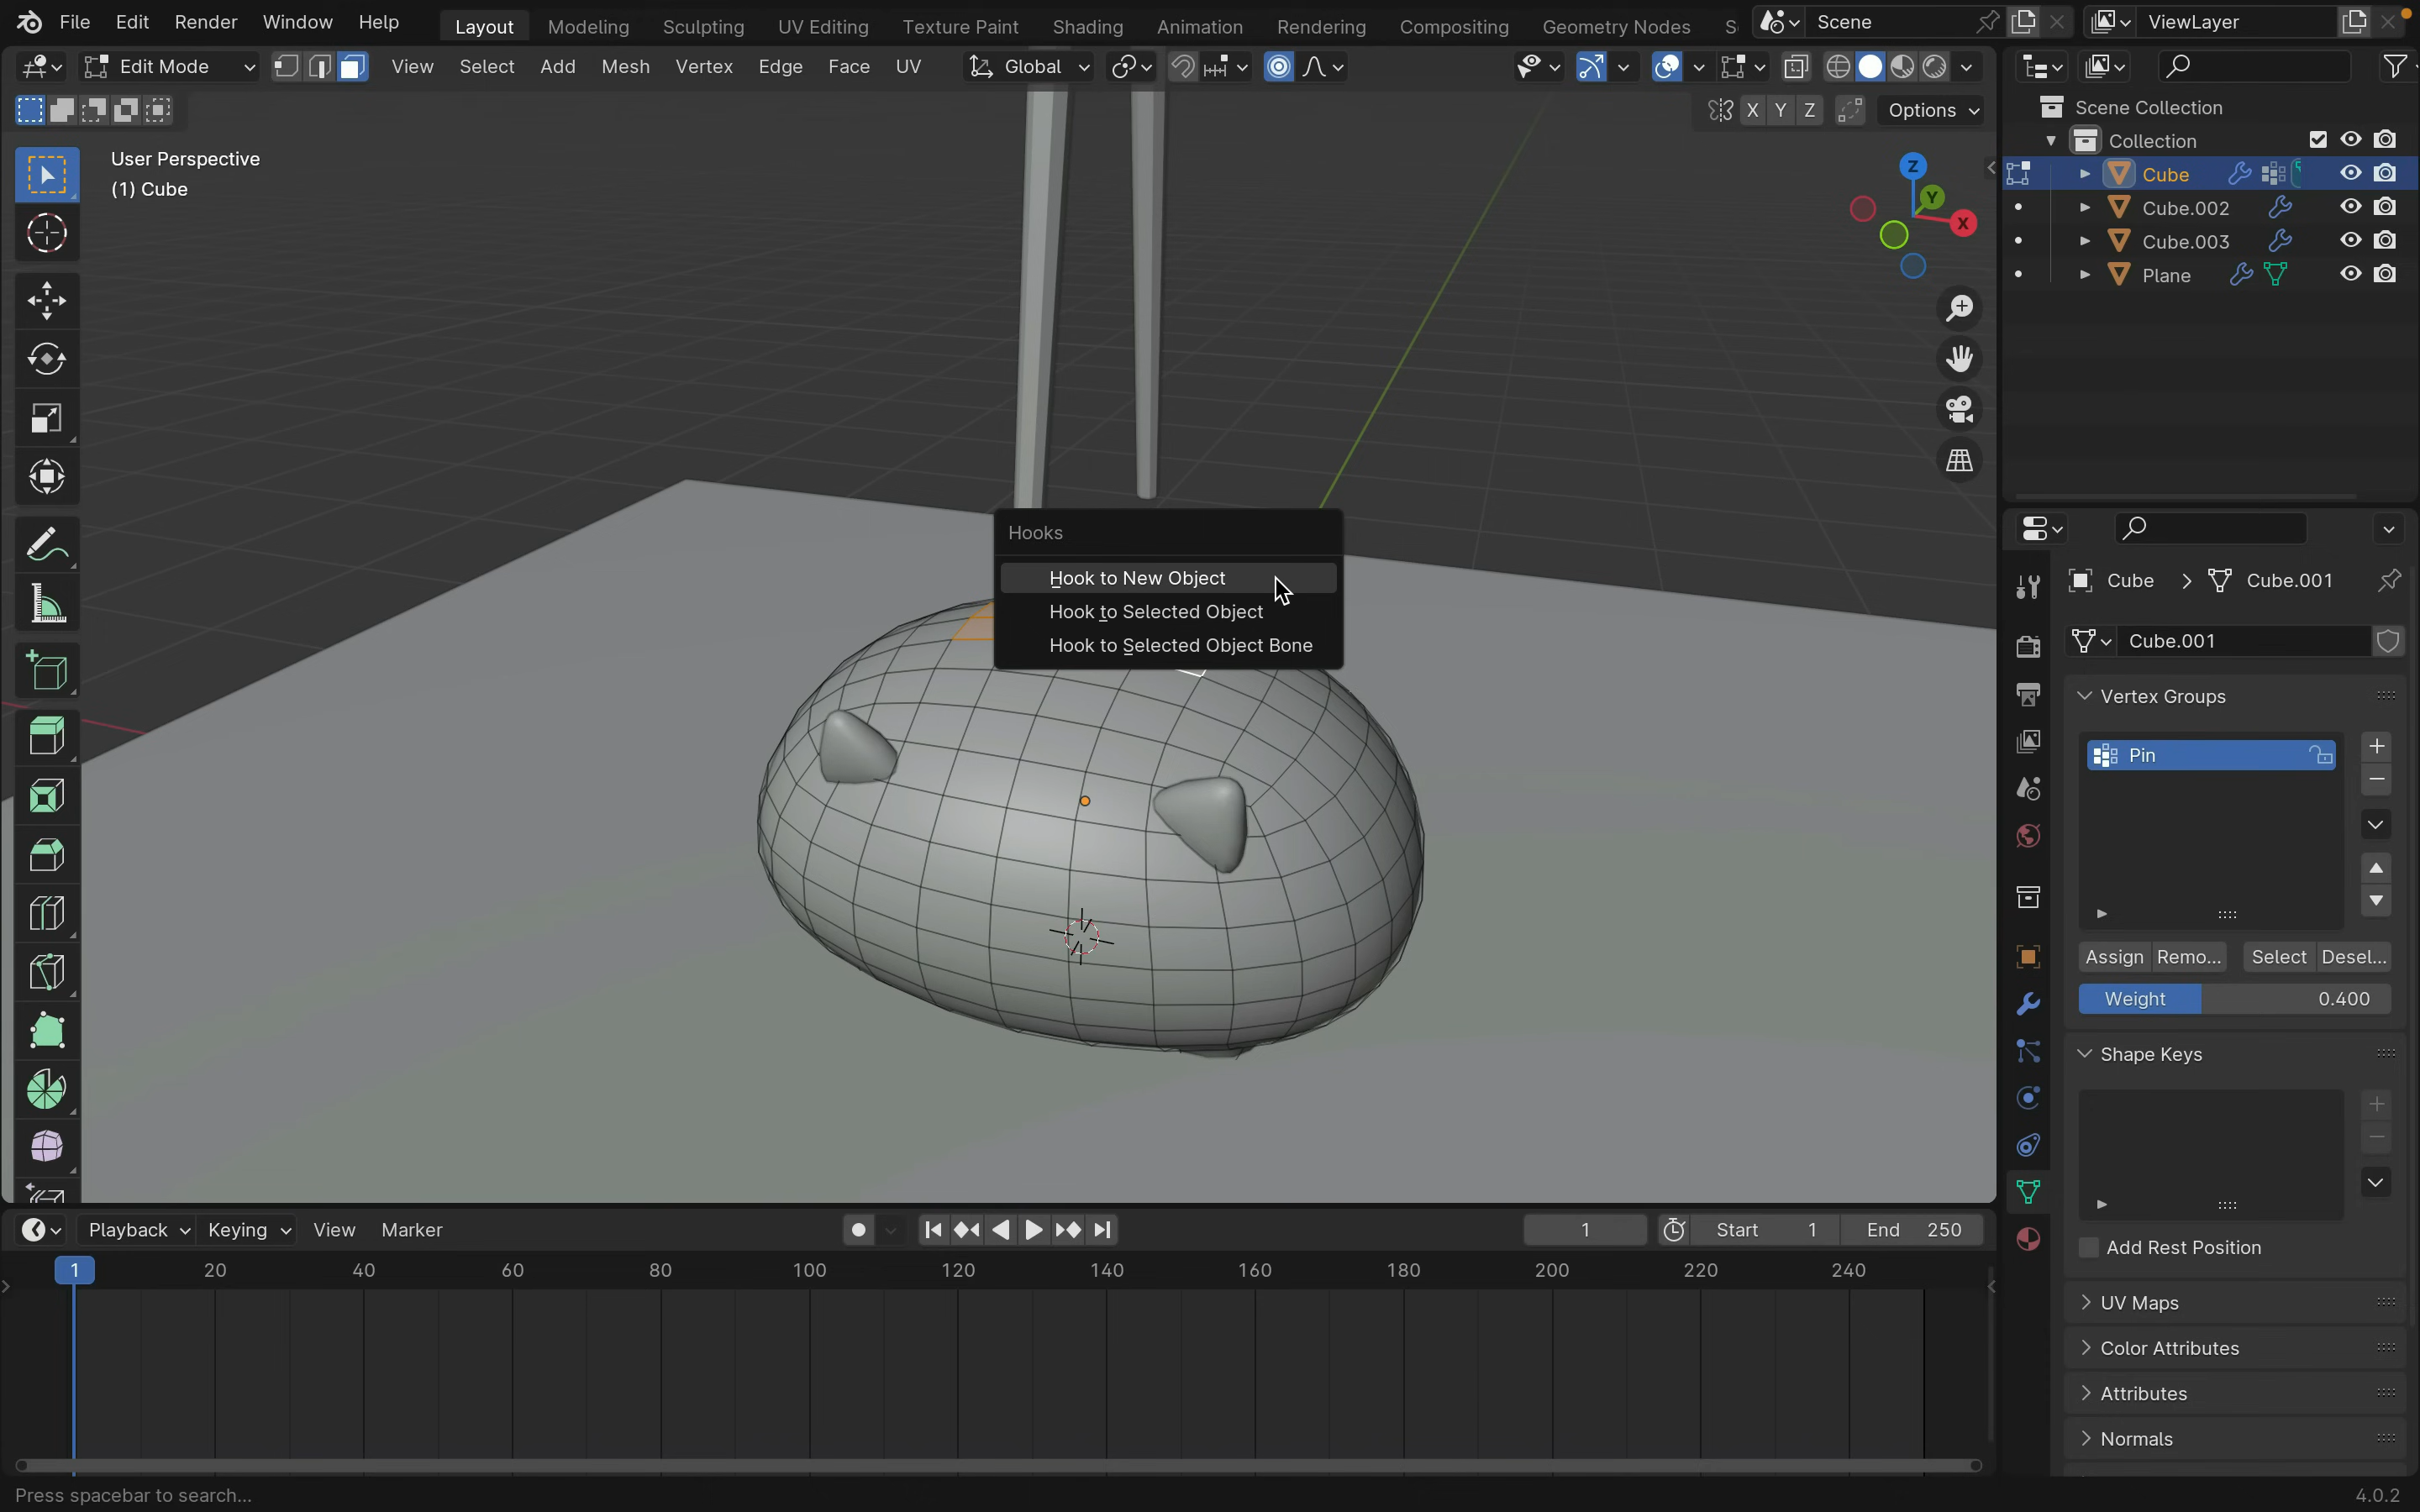 File Edit Render Window Help Layout Modeling Sculpting UV Editing Texture Paint Shading Animation Rendering Compositing Geometry Nodes S Scene ViewLayer
Edit Mode View Select Add Mesh Vertex Edge Face UV Global
X Y Z Options
User Perspective
(1) Cube
Z
Y
X
Scene Collection
Collection
Cube
Cube.002
Cube.003
Plane
Hooks
Hook to New Object
Hook to Selected Object
Hook to Selected Object Bone
Cube > Cube.001
Cube.001
Vertex Groups
Pin
Assign Remo... Select Desel...
Weight 0.400
Shape Keys
Add Rest Position
UV Maps
Color Attributes
Attributes
Normals
Playback Keying View Marker 1 Start 1 End 250
1 20 40 60 80 100 120 140 160 180 200 220 240
Press spacebar to search... 4.0.2